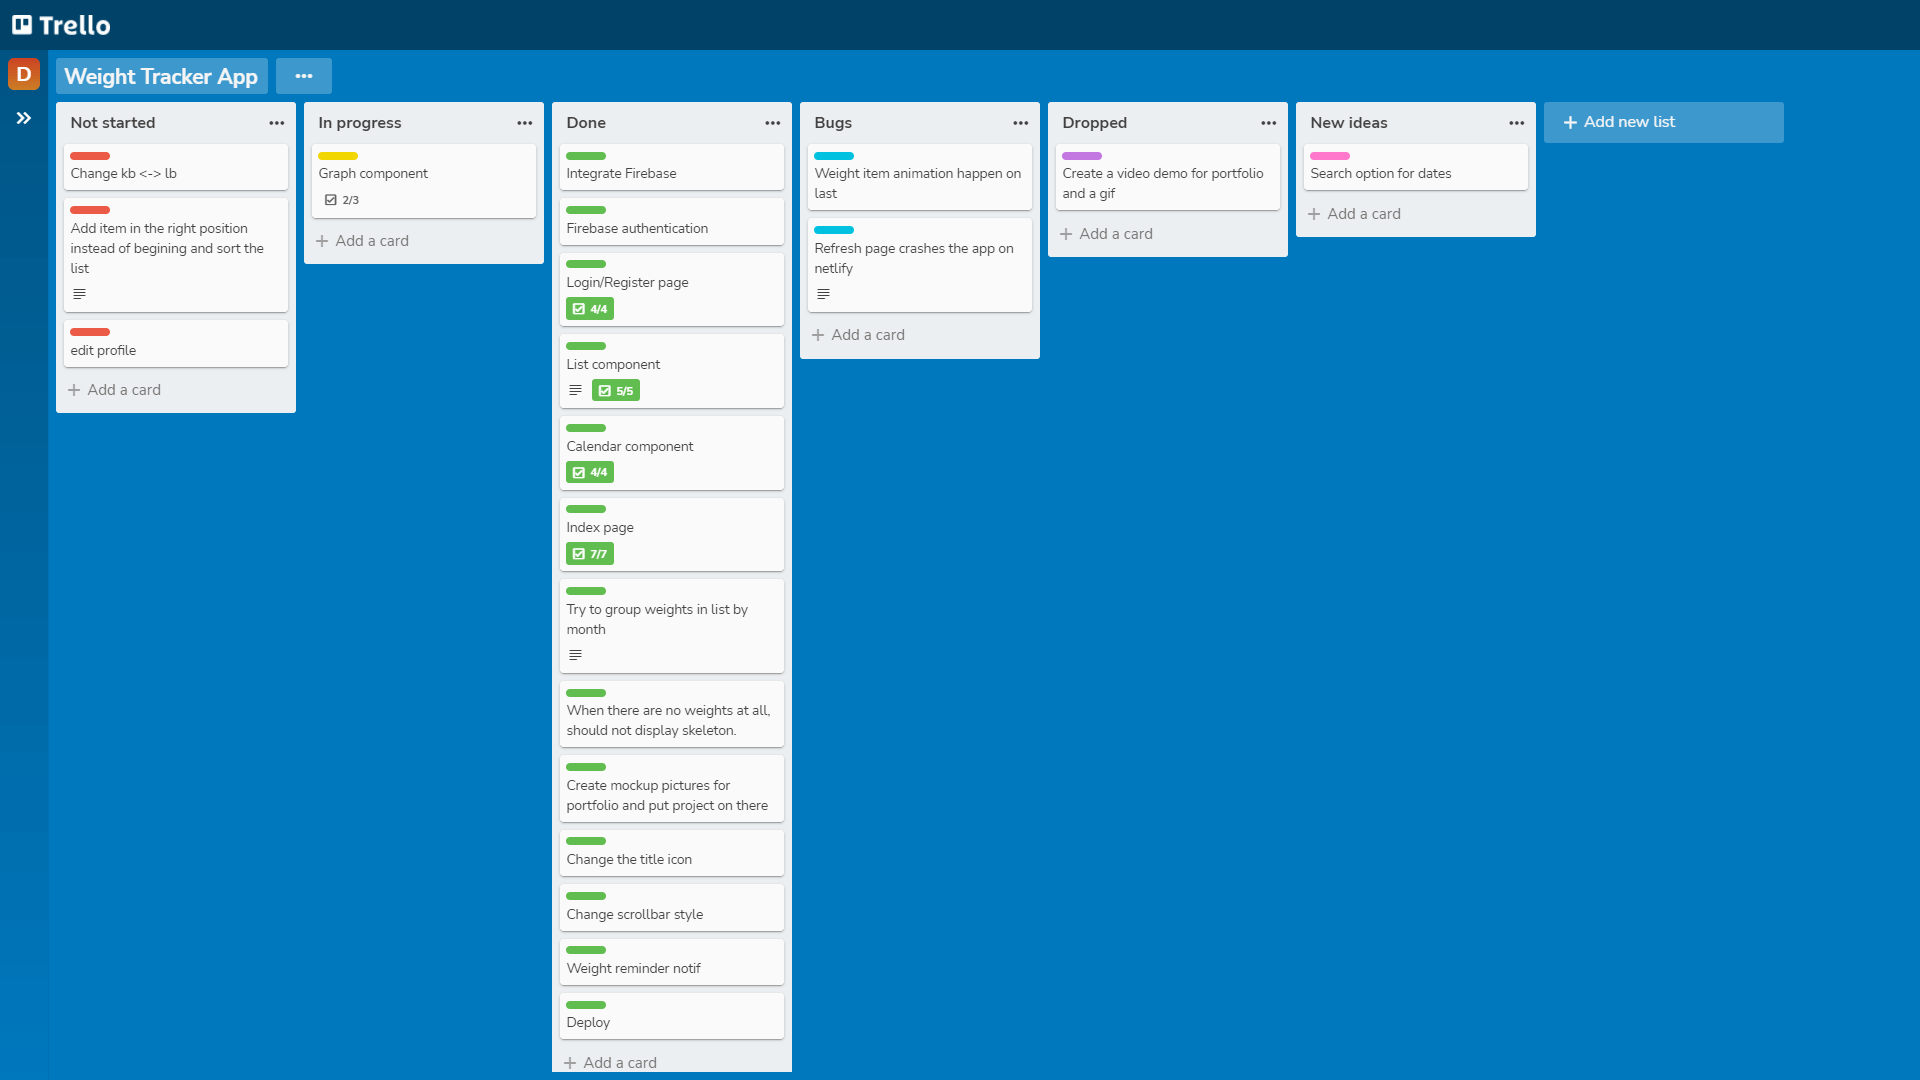 Trello
D
Weight Tracker App
Not started
Change kb <-> lb
Add item in the right position
instead of begining and sort the
list
edit profile
Add a card
In progress
Graph component
2/3
Add a card
Done
Integrate Firebase
Firebase authentication
Login/Register page
4/4
List component
5/5
Calendar component
4/4
Index page
7/7
Try to group weights in list by
month
When there are no weights at all,
should not display skeleton.
Create mockup pictures for
portfolio and put project on there
Change the title icon
Change scrollbar style
Weight reminder notif
Deploy
Add a card
Bugs
Weight item animation happen on
last
Refresh page crashes the app on
netlify
Add a card
Dropped
Create a video demo for portfolio
and a gif
Add a card
New ideas
Search option for dates
Add a card
Add new list